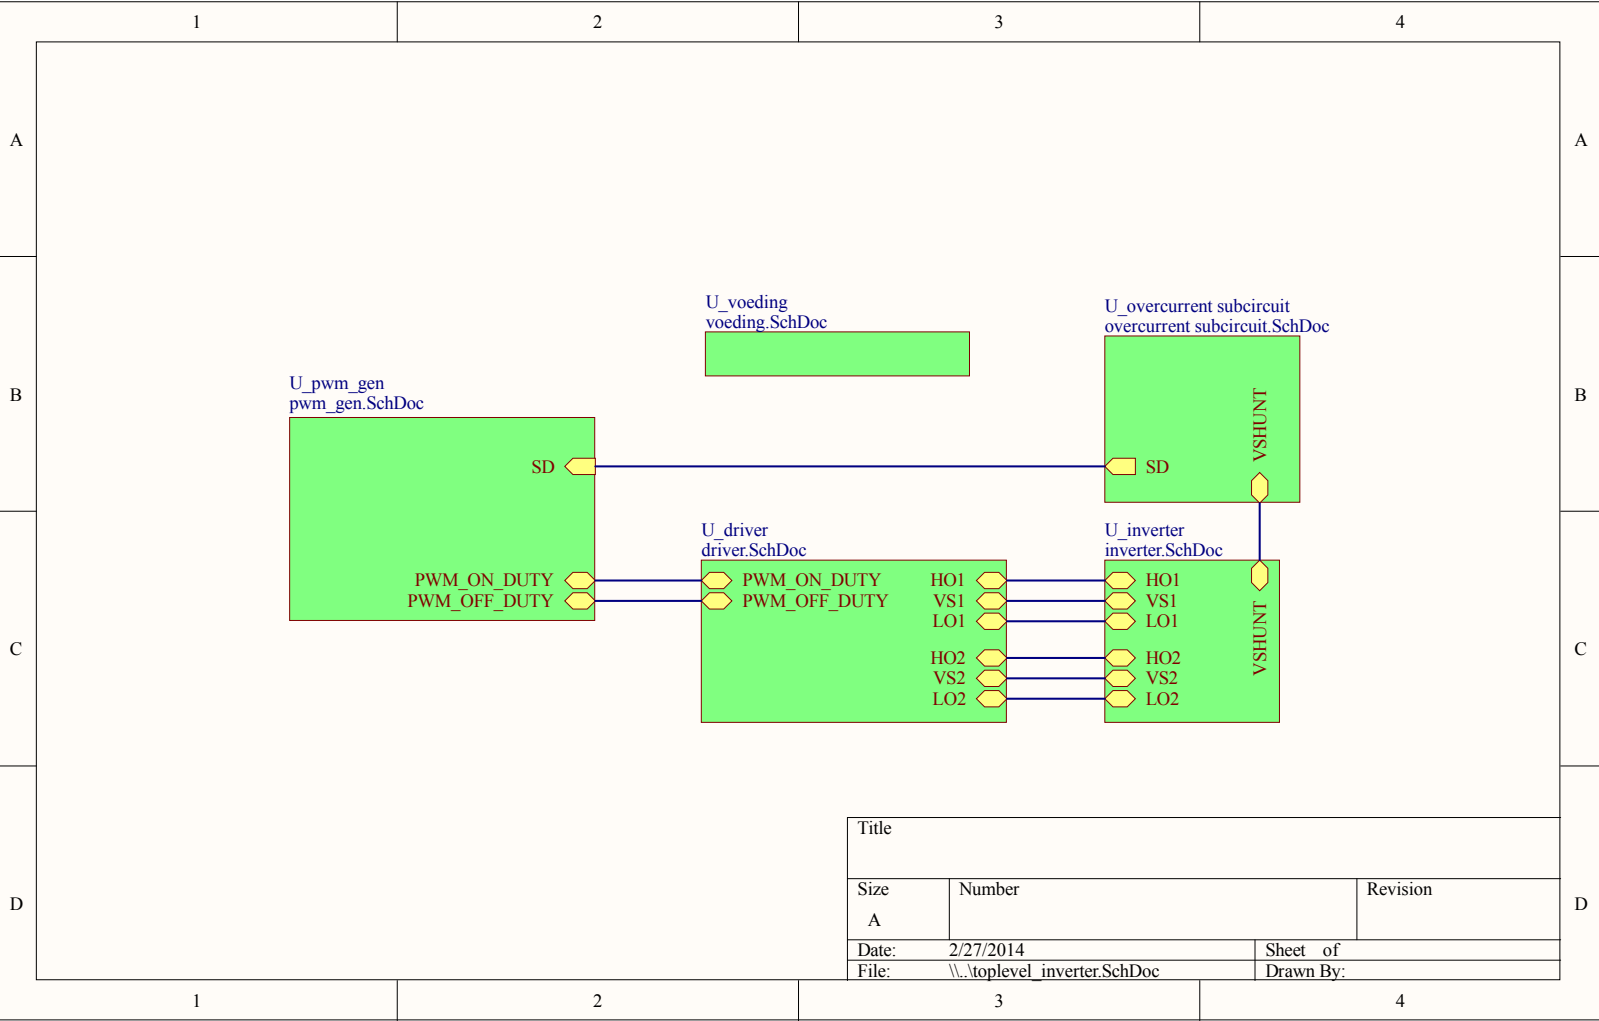 1 2 3 4
A A
U_voeding
voeding.SchDoc
U_overcurrent subcircuit
overcurrent subcircuit.SchDoc
U_pwm_gen
pwm_gen.SchDoc
B B
VSHUNT
SD SD
U_driver
driver.SchDoc
U_inverter
inverter.SchDoc
PWM_ON_DUTY PWM_ON_DUTY HO1 HO1
PWM_OFF_DUTY PWM_OFF_DUTY VS1 VS1
LO1 LO1
VSHUNT
C C
HO2 HO2
VS2 VS2
LO2 LO2
Title
Size Number Revision
D D
A
Date: 2/27/2014 Sheet of
File: \\..\toplevel_inverter.SchDoc Drawn By:
1 2 3 4